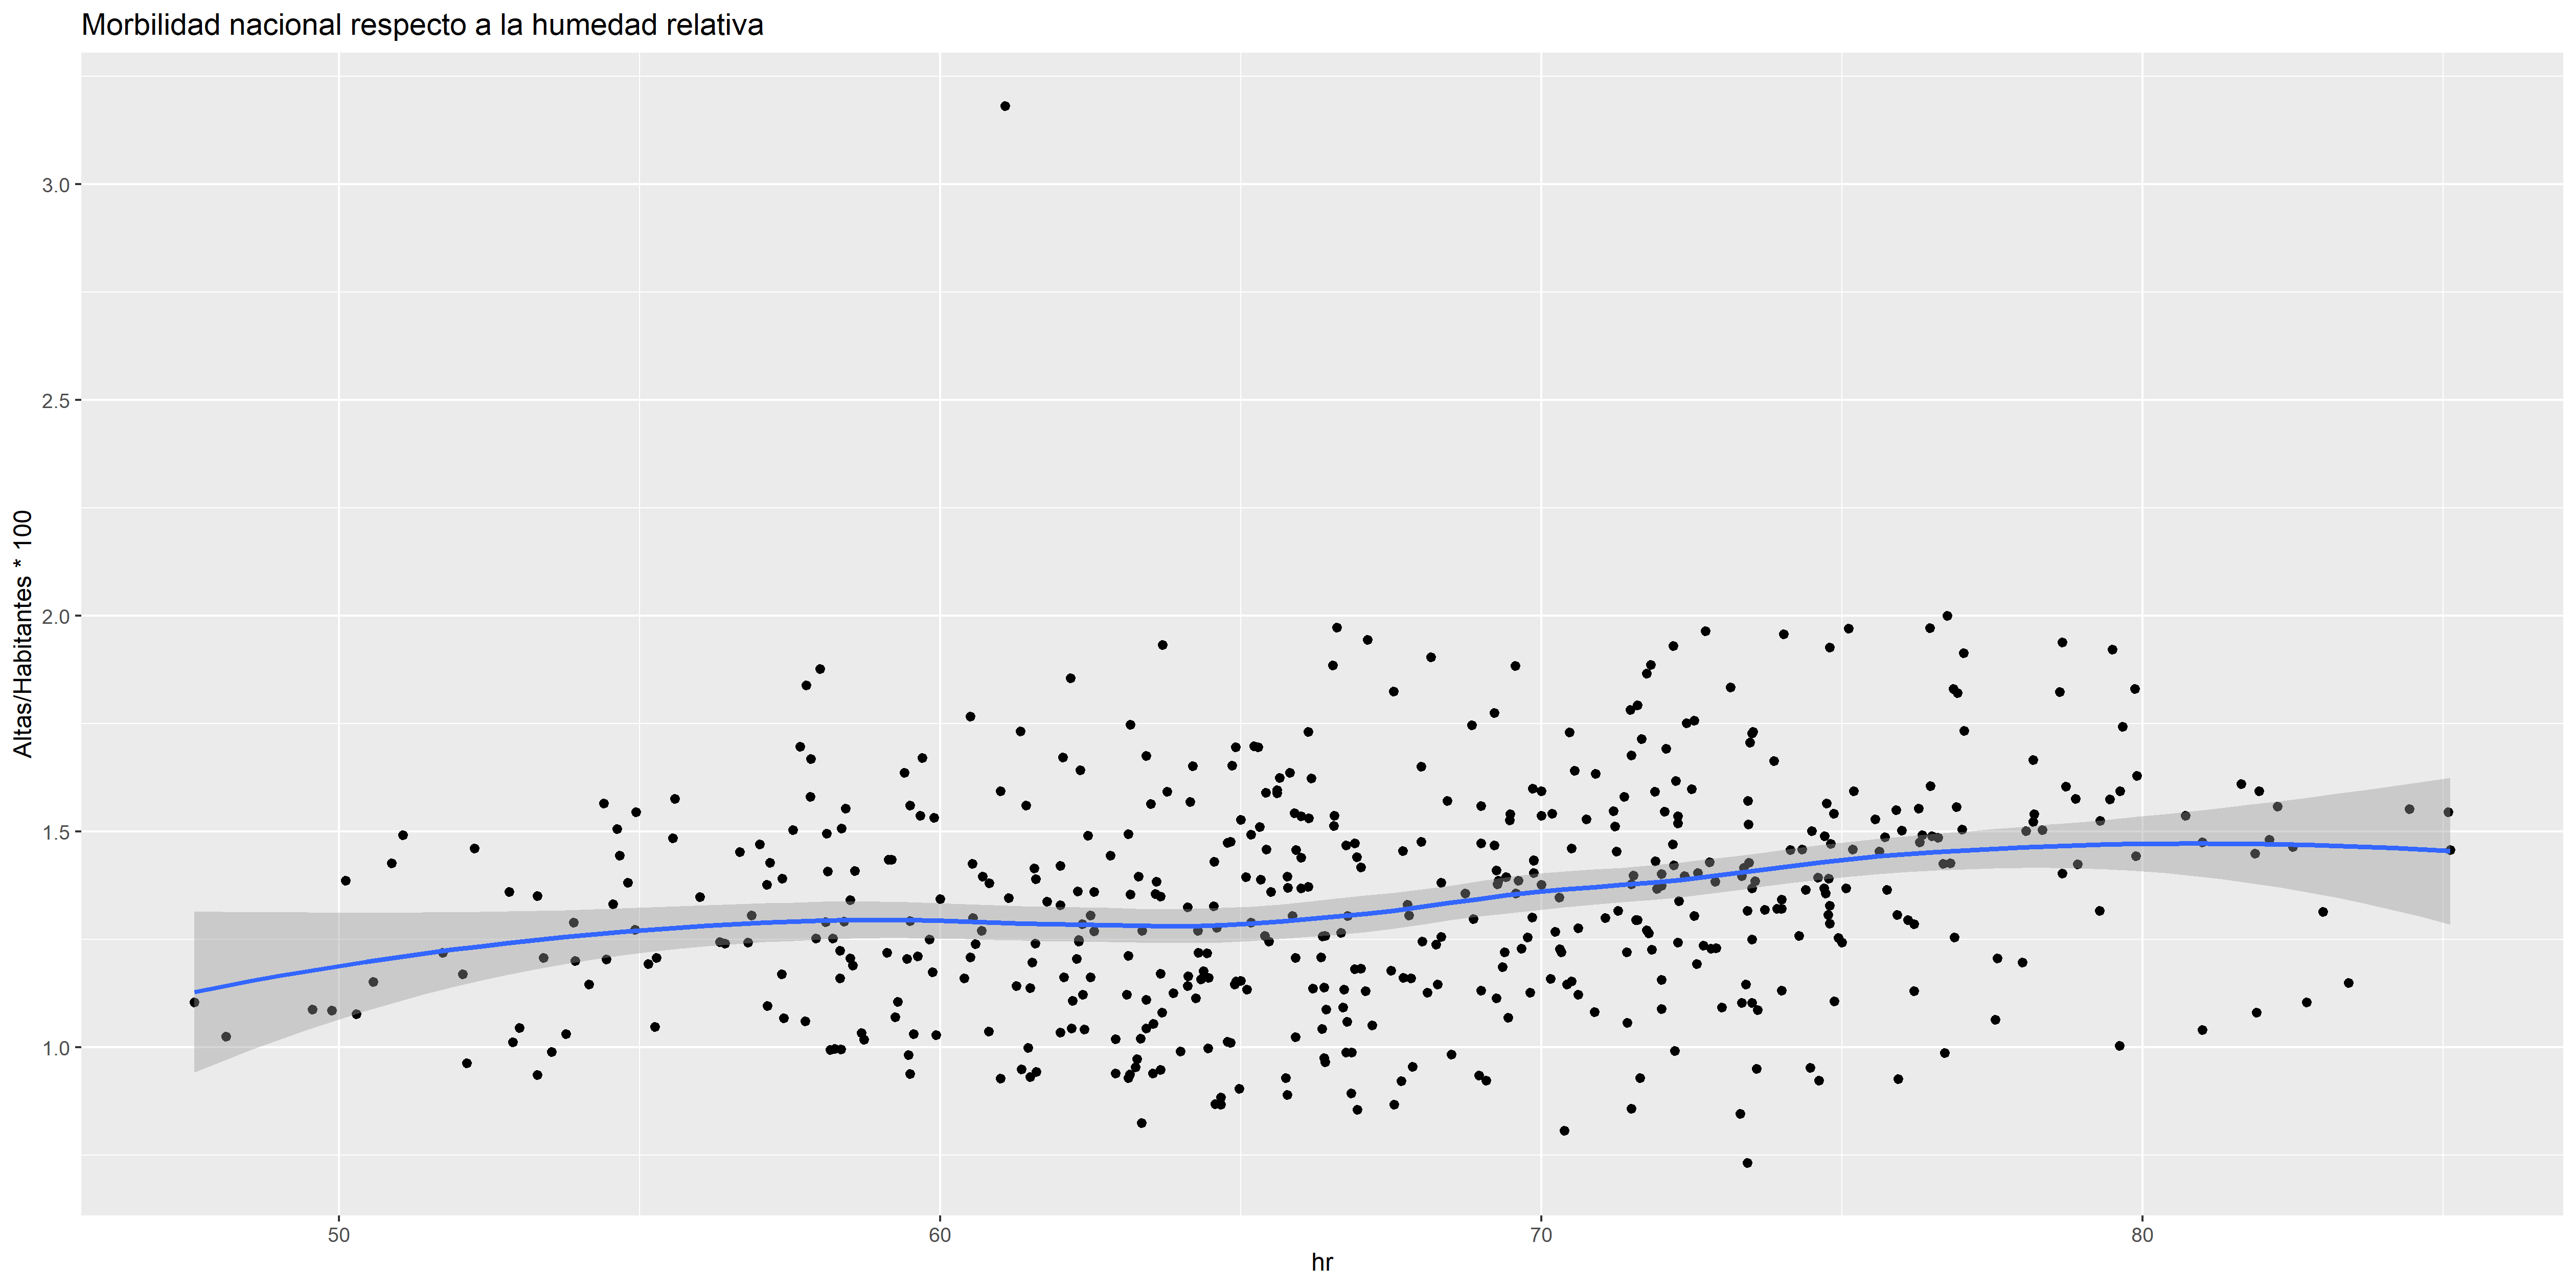 Morbilidad nacional respecto a la humedad relativa
Altas/Habitantes * 100
3.0
2.5
2.0
1.5
1.0
50 60 70 80
hr